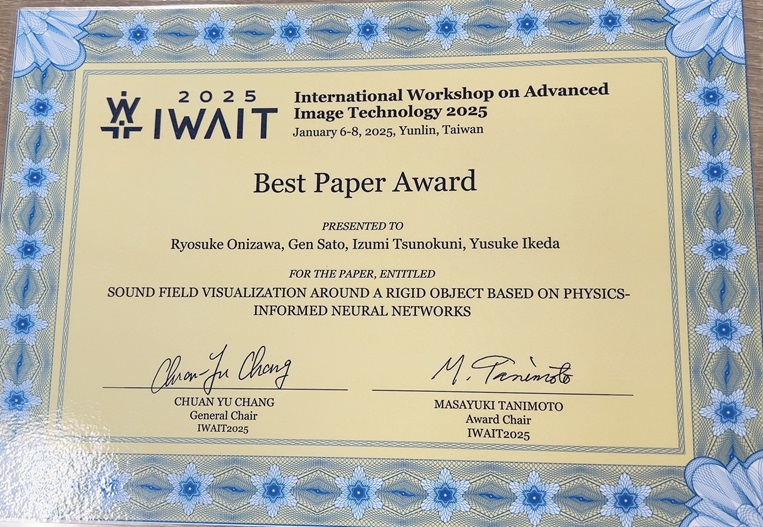 2025
IWAIT
International Workshop on Advanced
Image Technology 2025
January 6-8, 2025, Yunlin, Taiwan
Best Paper Award
PRESENTED TO
Ryosuke Onizawa, Gen Sato, Izumi Tsunokuni, Yusuke Ikeda
FOR THE PAPER, ENTITLED
SOUND FIELD VISUALIZATION AROUND A RIGID OBJECT BASED ON PHYSICS-
INFORMED NEURAL NETWORKS
Chuan-Yu Chang
CHUAN YU CHANG
General Chair
IWAIT2025
M. Tanimoto
MASAYUKI TANIMOTO
Award Chair
IWAIT2025